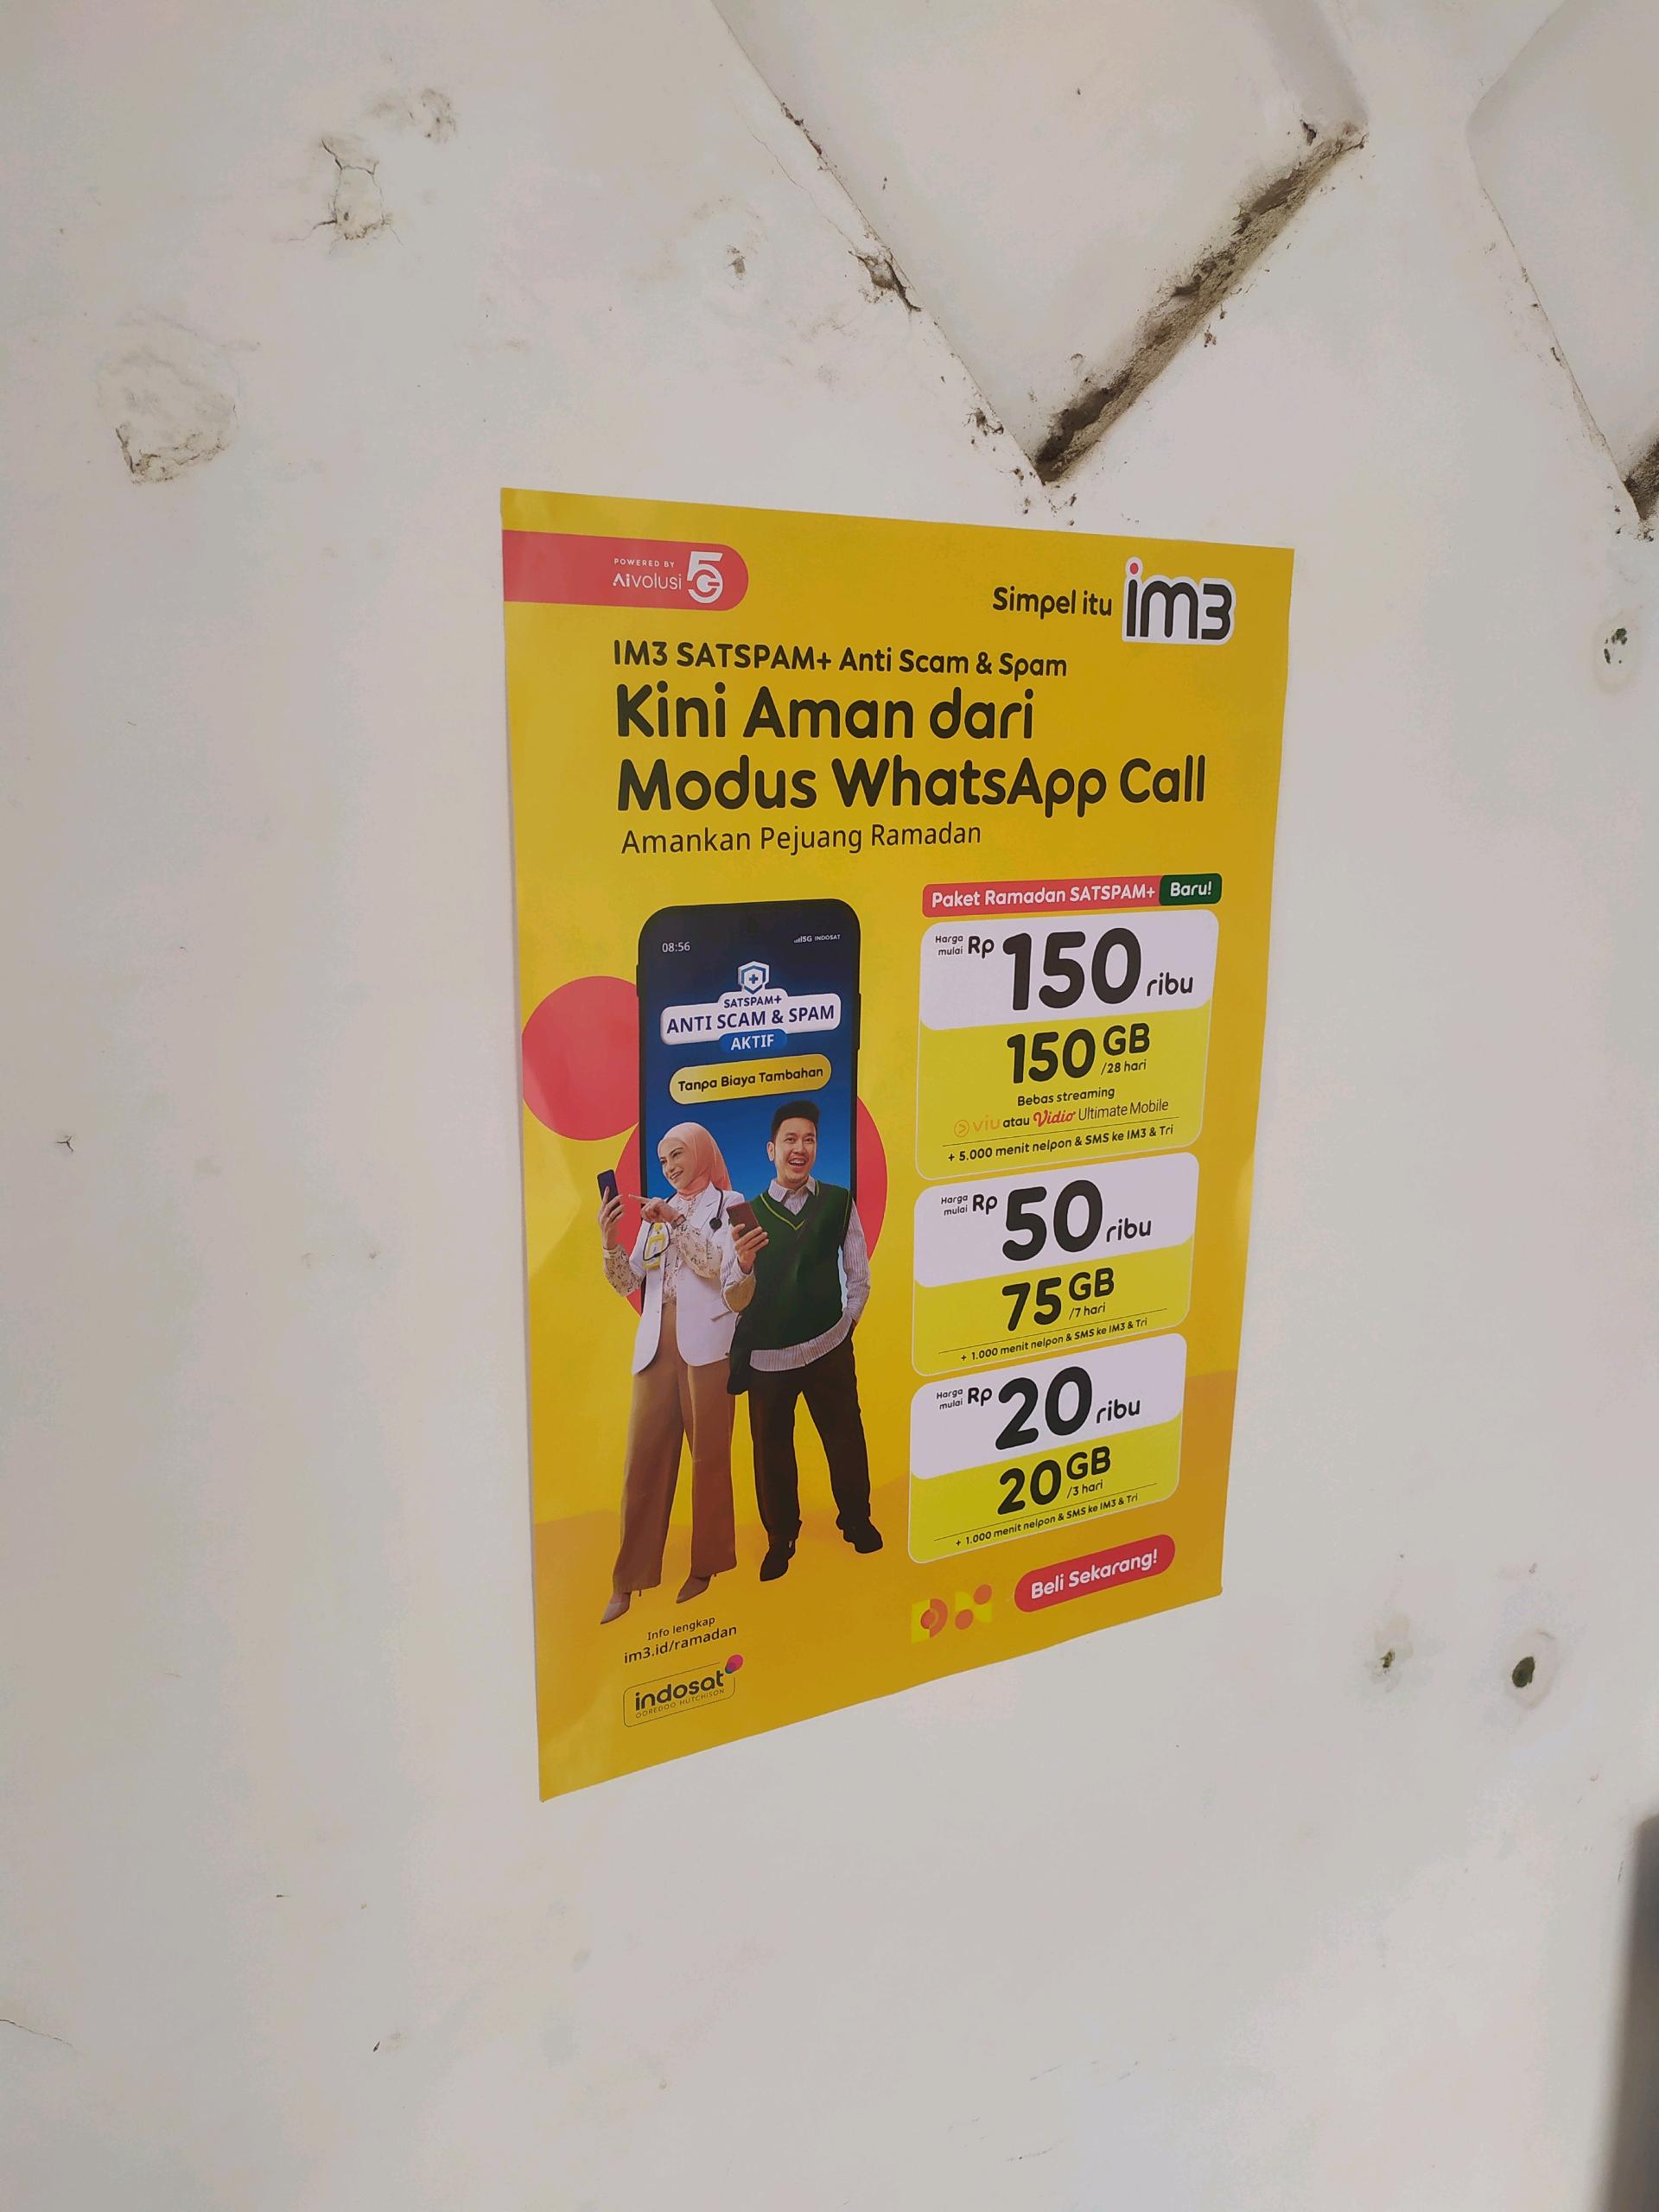 POWERED BY
Aivolusi 5G
Simpel itu im3
IM3 SATSPAM+ Anti Scam & Spam
Kini Aman dari
Modus WhatsApp Call
Amankan Pejuang Ramadan
08:56
5G INDOSAT
SATSPAM+
ANTI SCAM & SPAM
AKTIF
Tanpa Biaya Tambahan
Paket Ramadan SATSPAM+ Baru!
Harga mulai Rp 150 ribu
150 GB /28 hari
Bebas streaming
viu atau Vidio Ultimate Mobile
+ 5.000 menit nelpon & SMS ke IM3 & Tri
Harga mulai Rp 50 ribu
75 GB /7 hari
+ 1.000 menit nelpon & SMS ke IM3 & Tri
Harga mulai Rp 20 ribu
20 GB /3 hari
+ 1.000 menit nelpon & SMS ke IM3 & Tri
Beli Sekarang!
Info lengkap
im3.id/ramadan
indosat
OOREDOO HUTCHISON